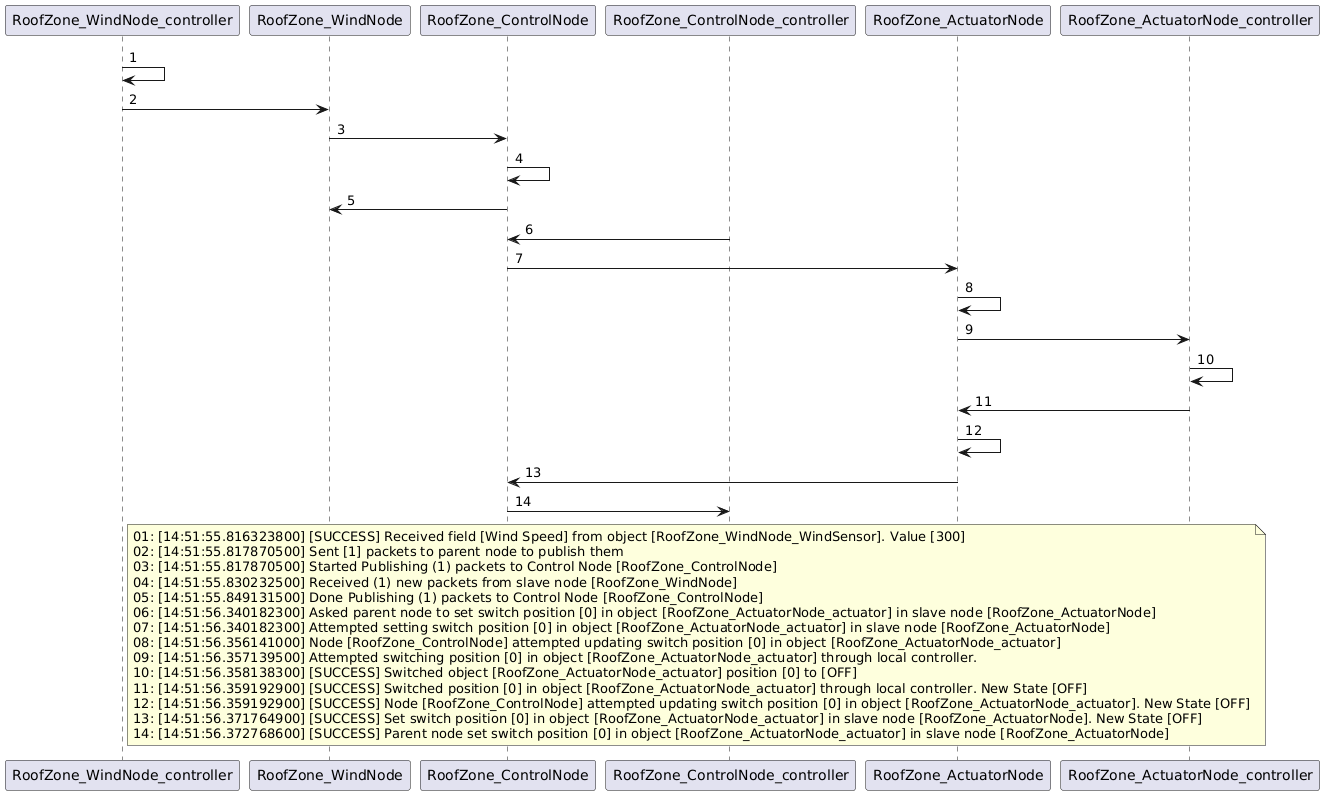 RoofZone_WindNode_controller
RoofZone_WindNode
RoofZone_ControlNode
RoofZone_ControlNode_controller
RoofZone_ActuatorNode
RoofZone_ActuatorNode_controller
1
2
3
4
5
6
7
8
9
10
11
12
13
14
01: [14:51:55.816323800] [SUCCESS] Received field [Wind Speed] from object [RoofZone_WindNode_WindSensor]. Value [300]
02: [14:51:55.817870500] Sent [1] packets to parent node to publish them
03: [14:51:55.817870500] Started Publishing (1) packets to Control Node [RoofZone_ControlNode]
04: [14:51:55.830232500] Received (1) new packets from slave node [RoofZone_WindNode]
05: [14:51:55.849131500] Done Publishing (1) packets to Control Node [RoofZone_ControlNode]
06: [14:51:56.340182300] Asked parent node to set switch position [0] in object [RoofZone_ActuatorNode_actuator] in slave node [RoofZone_ActuatorNode]
07: [14:51:56.340182300] Attempted setting switch position [0] in object [RoofZone_ActuatorNode_actuator] in slave node [RoofZone_ActuatorNode]
08: [14:51:56.356141000] Node [RoofZone_ControlNode] attempted updating switch position [0] in object [RoofZone_ActuatorNode_actuator]
09: [14:51:56.357139500] Attempted switching position [0] in object [RoofZone_ActuatorNode_actuator] through local controller.
10: [14:51:56.358138300] [SUCCESS] Switched object [RoofZone_ActuatorNode_actuator] position [0] to [OFF]
11: [14:51:56.359192900] [SUCCESS] Switched position [0] in object [RoofZone_ActuatorNode_actuator] through local controller. New State [OFF]
12: [14:51:56.359192900] [SUCCESS] Node [RoofZone_ControlNode] attempted updating switch position [0] in object [RoofZone_ActuatorNode_actuator]. New State [OFF]
13: [14:51:56.371764900] [SUCCESS] Set switch position [0] in object [RoofZone_ActuatorNode_actuator] in slave node [RoofZone_ActuatorNode]. New State [OFF]
14: [14:51:56.372768600] [SUCCESS] Parent node set switch position [0] in object [RoofZone_ActuatorNode_actuator] in slave node [RoofZone_ActuatorNode]
RoofZone_WindNode_controller
RoofZone_WindNode
RoofZone_ControlNode
RoofZone_ControlNode_controller
RoofZone_ActuatorNode
RoofZone_ActuatorNode_controller